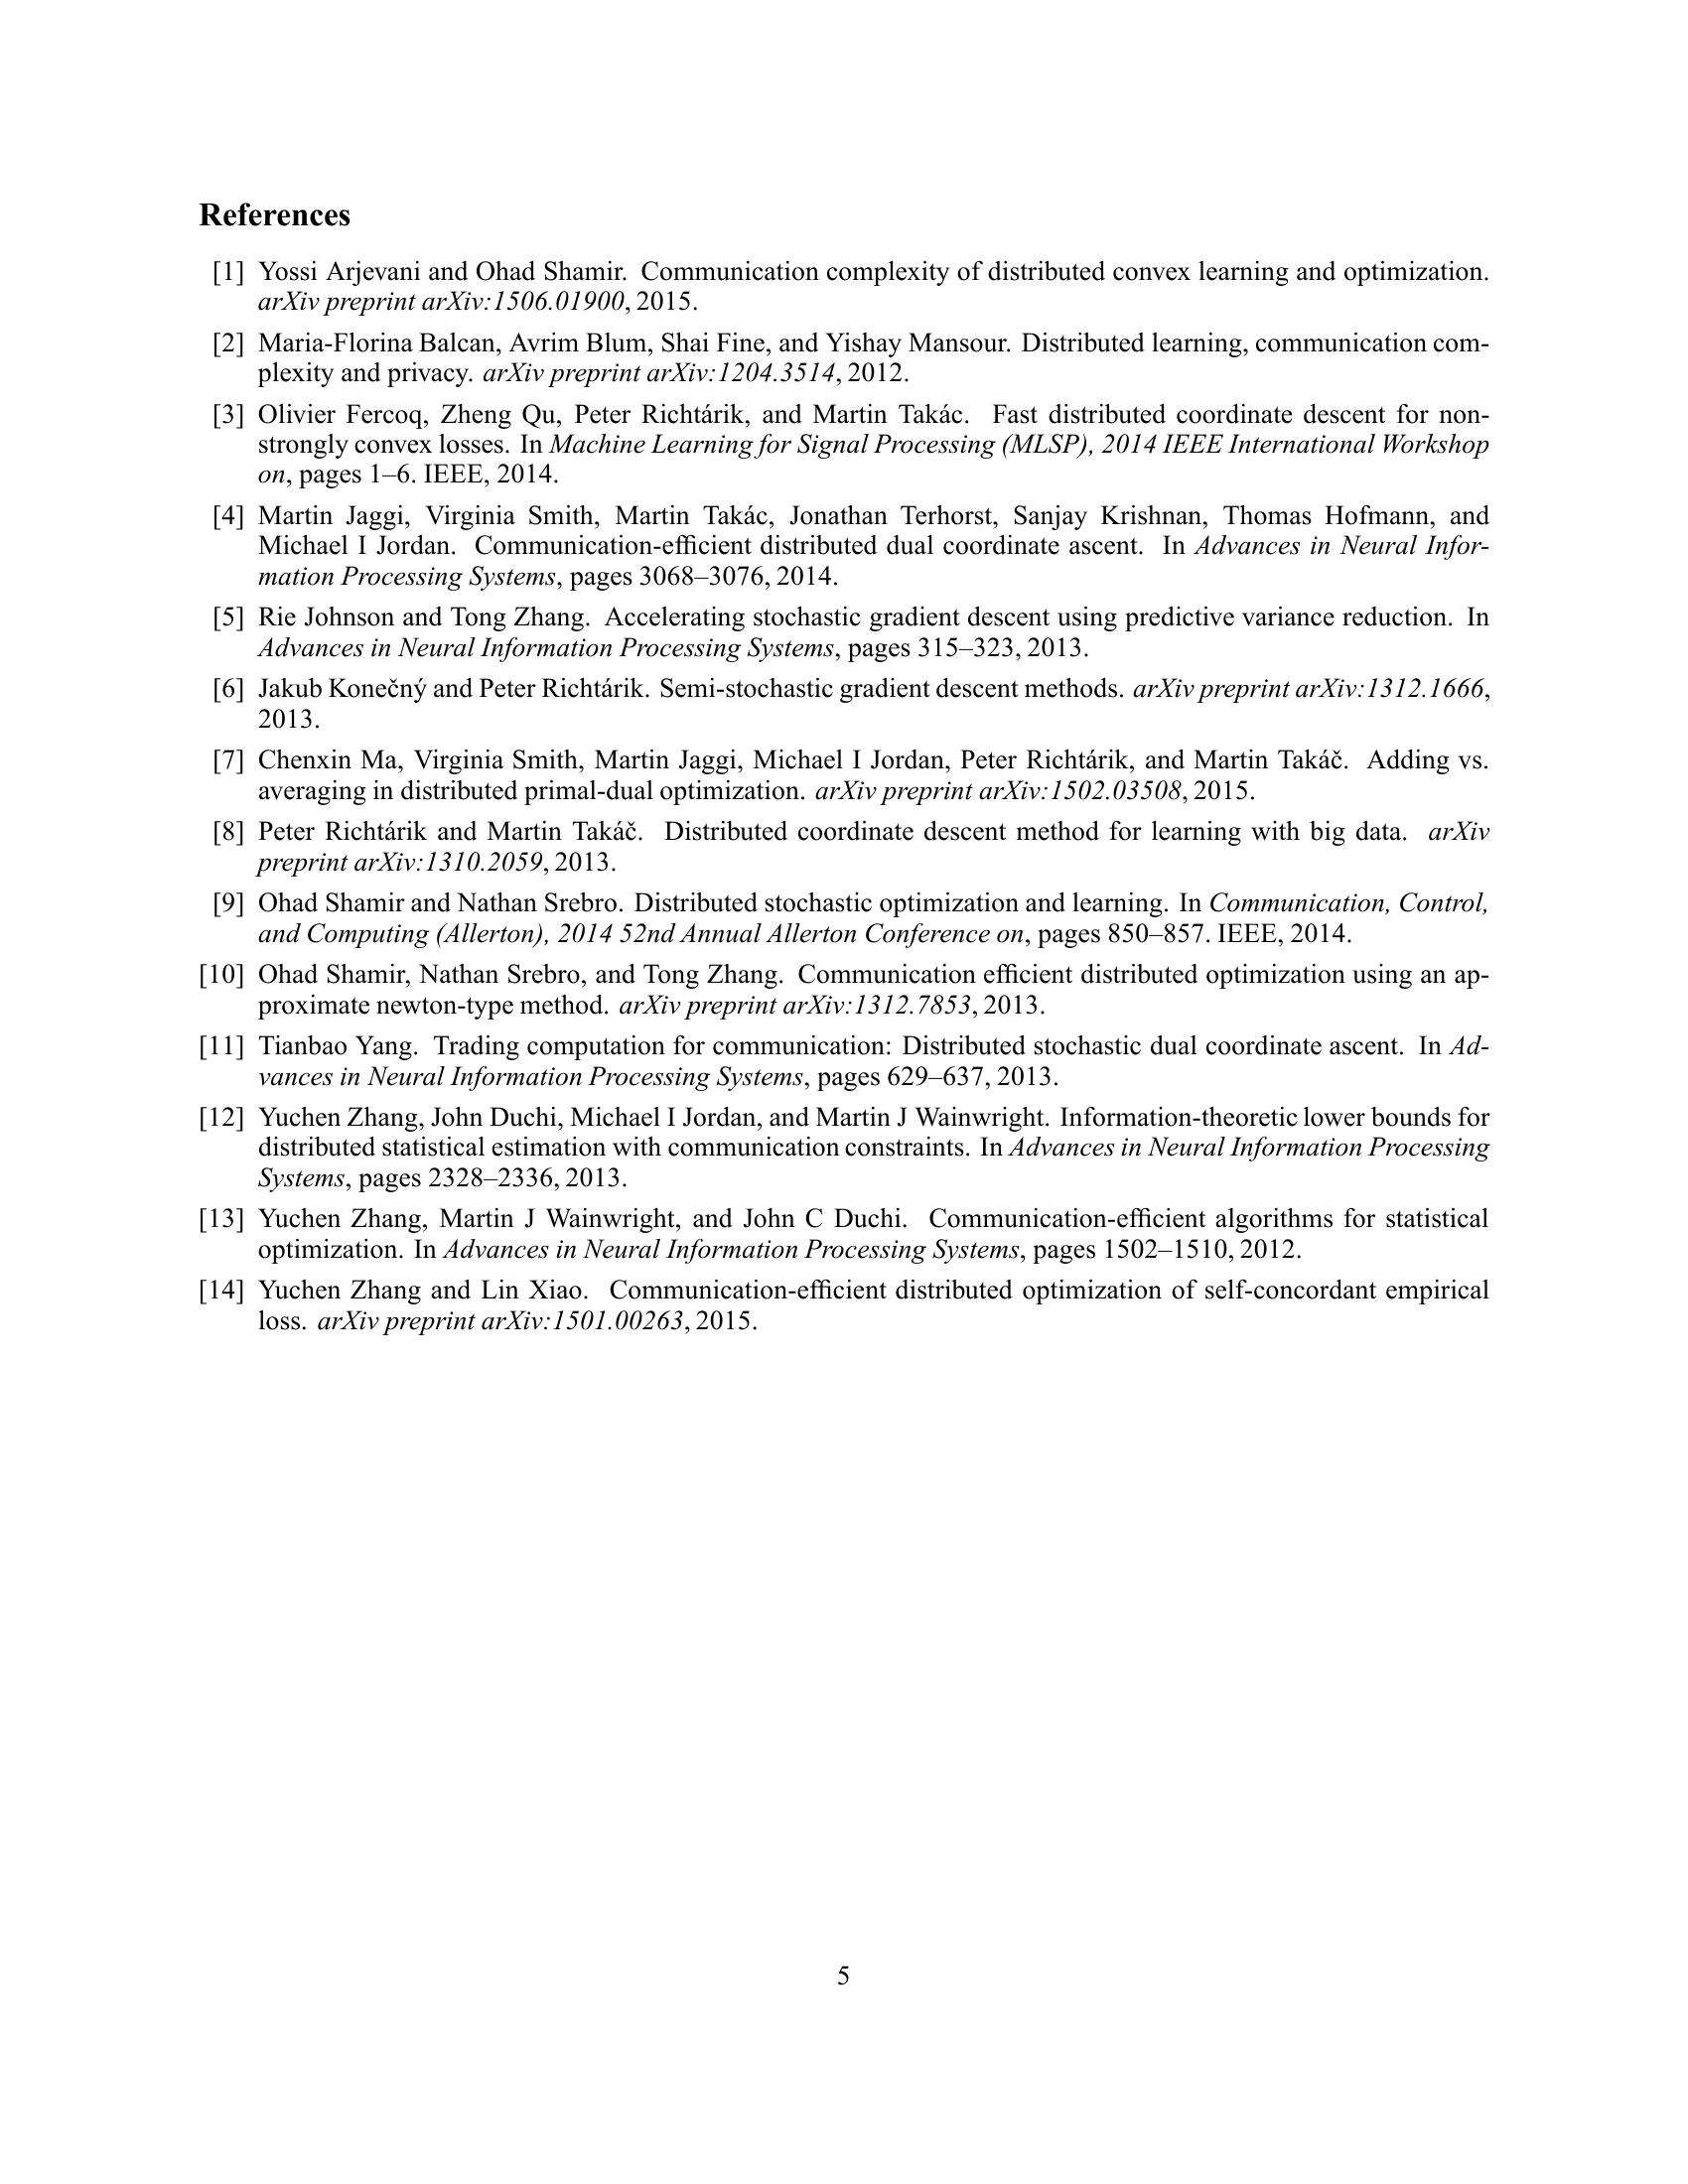 References
[1] Yossi Arjevani and Ohad Shamir. Communication complexity of distributed convex learning and optimization.
arXiv preprint arXiv:1506.01900, 2015.
[2] Maria-Florina Balcan, Avrim Blum, Shai Fine, and Yishay Mansour. Distributed learning, communication com-
plexity and privacy. arXiv preprint arXiv:1204.3514, 2012.
[3] Olivier Fercoq, Zheng Qu, Peter Richtárik, and Martin Takác. Fast distributed coordinate descent for non-
strongly convex losses. In Machine Learning for Signal Processing (MLSP), 2014 IEEE International Workshop
on, pages 1–6. IEEE, 2014.
[4] Martin Jaggi, Virginia Smith, Martin Takác, Jonathan Terhorst, Sanjay Krishnan, Thomas Hofmann, and
Michael I Jordan. Communication-efficient distributed dual coordinate ascent. In Advances in Neural Infor-
mation Processing Systems, pages 3068–3076, 2014.
[5] Rie Johnson and Tong Zhang. Accelerating stochastic gradient descent using predictive variance reduction. In
Advances in Neural Information Processing Systems, pages 315–323, 2013.
[6] Jakub Konečný and Peter Richtárik. Semi-stochastic gradient descent methods. arXiv preprint arXiv:1312.1666,
2013.
[7] Chenxin Ma, Virginia Smith, Martin Jaggi, Michael I Jordan, Peter Richtárik, and Martin Takáč. Adding vs.
averaging in distributed primal-dual optimization. arXiv preprint arXiv:1502.03508, 2015.
[8] Peter Richtárik and Martin Takáč. Distributed coordinate descent method for learning with big data. arXiv
preprint arXiv:1310.2059, 2013.
[9] Ohad Shamir and Nathan Srebro. Distributed stochastic optimization and learning. In Communication, Control,
and Computing (Allerton), 2014 52nd Annual Allerton Conference on, pages 850–857. IEEE, 2014.
[10] Ohad Shamir, Nathan Srebro, and Tong Zhang. Communication efficient distributed optimization using an ap-
proximate newton-type method. arXiv preprint arXiv:1312.7853, 2013.
[11] Tianbao Yang. Trading computation for communication: Distributed stochastic dual coordinate ascent. In Ad-
vances in Neural Information Processing Systems, pages 629–637, 2013.
[12] Yuchen Zhang, John Duchi, Michael I Jordan, and Martin J Wainwright. Information-theoretic lower bounds for
distributed statistical estimation with communication constraints. In Advances in Neural Information Processing
Systems, pages 2328–2336, 2013.
[13] Yuchen Zhang, Martin J Wainwright, and John C Duchi. Communication-efficient algorithms for statistical
optimization. In Advances in Neural Information Processing Systems, pages 1502–1510, 2012.
[14] Yuchen Zhang and Lin Xiao. Communication-efficient distributed optimization of self-concordant empirical
loss. arXiv preprint arXiv:1501.00263, 2015.
5